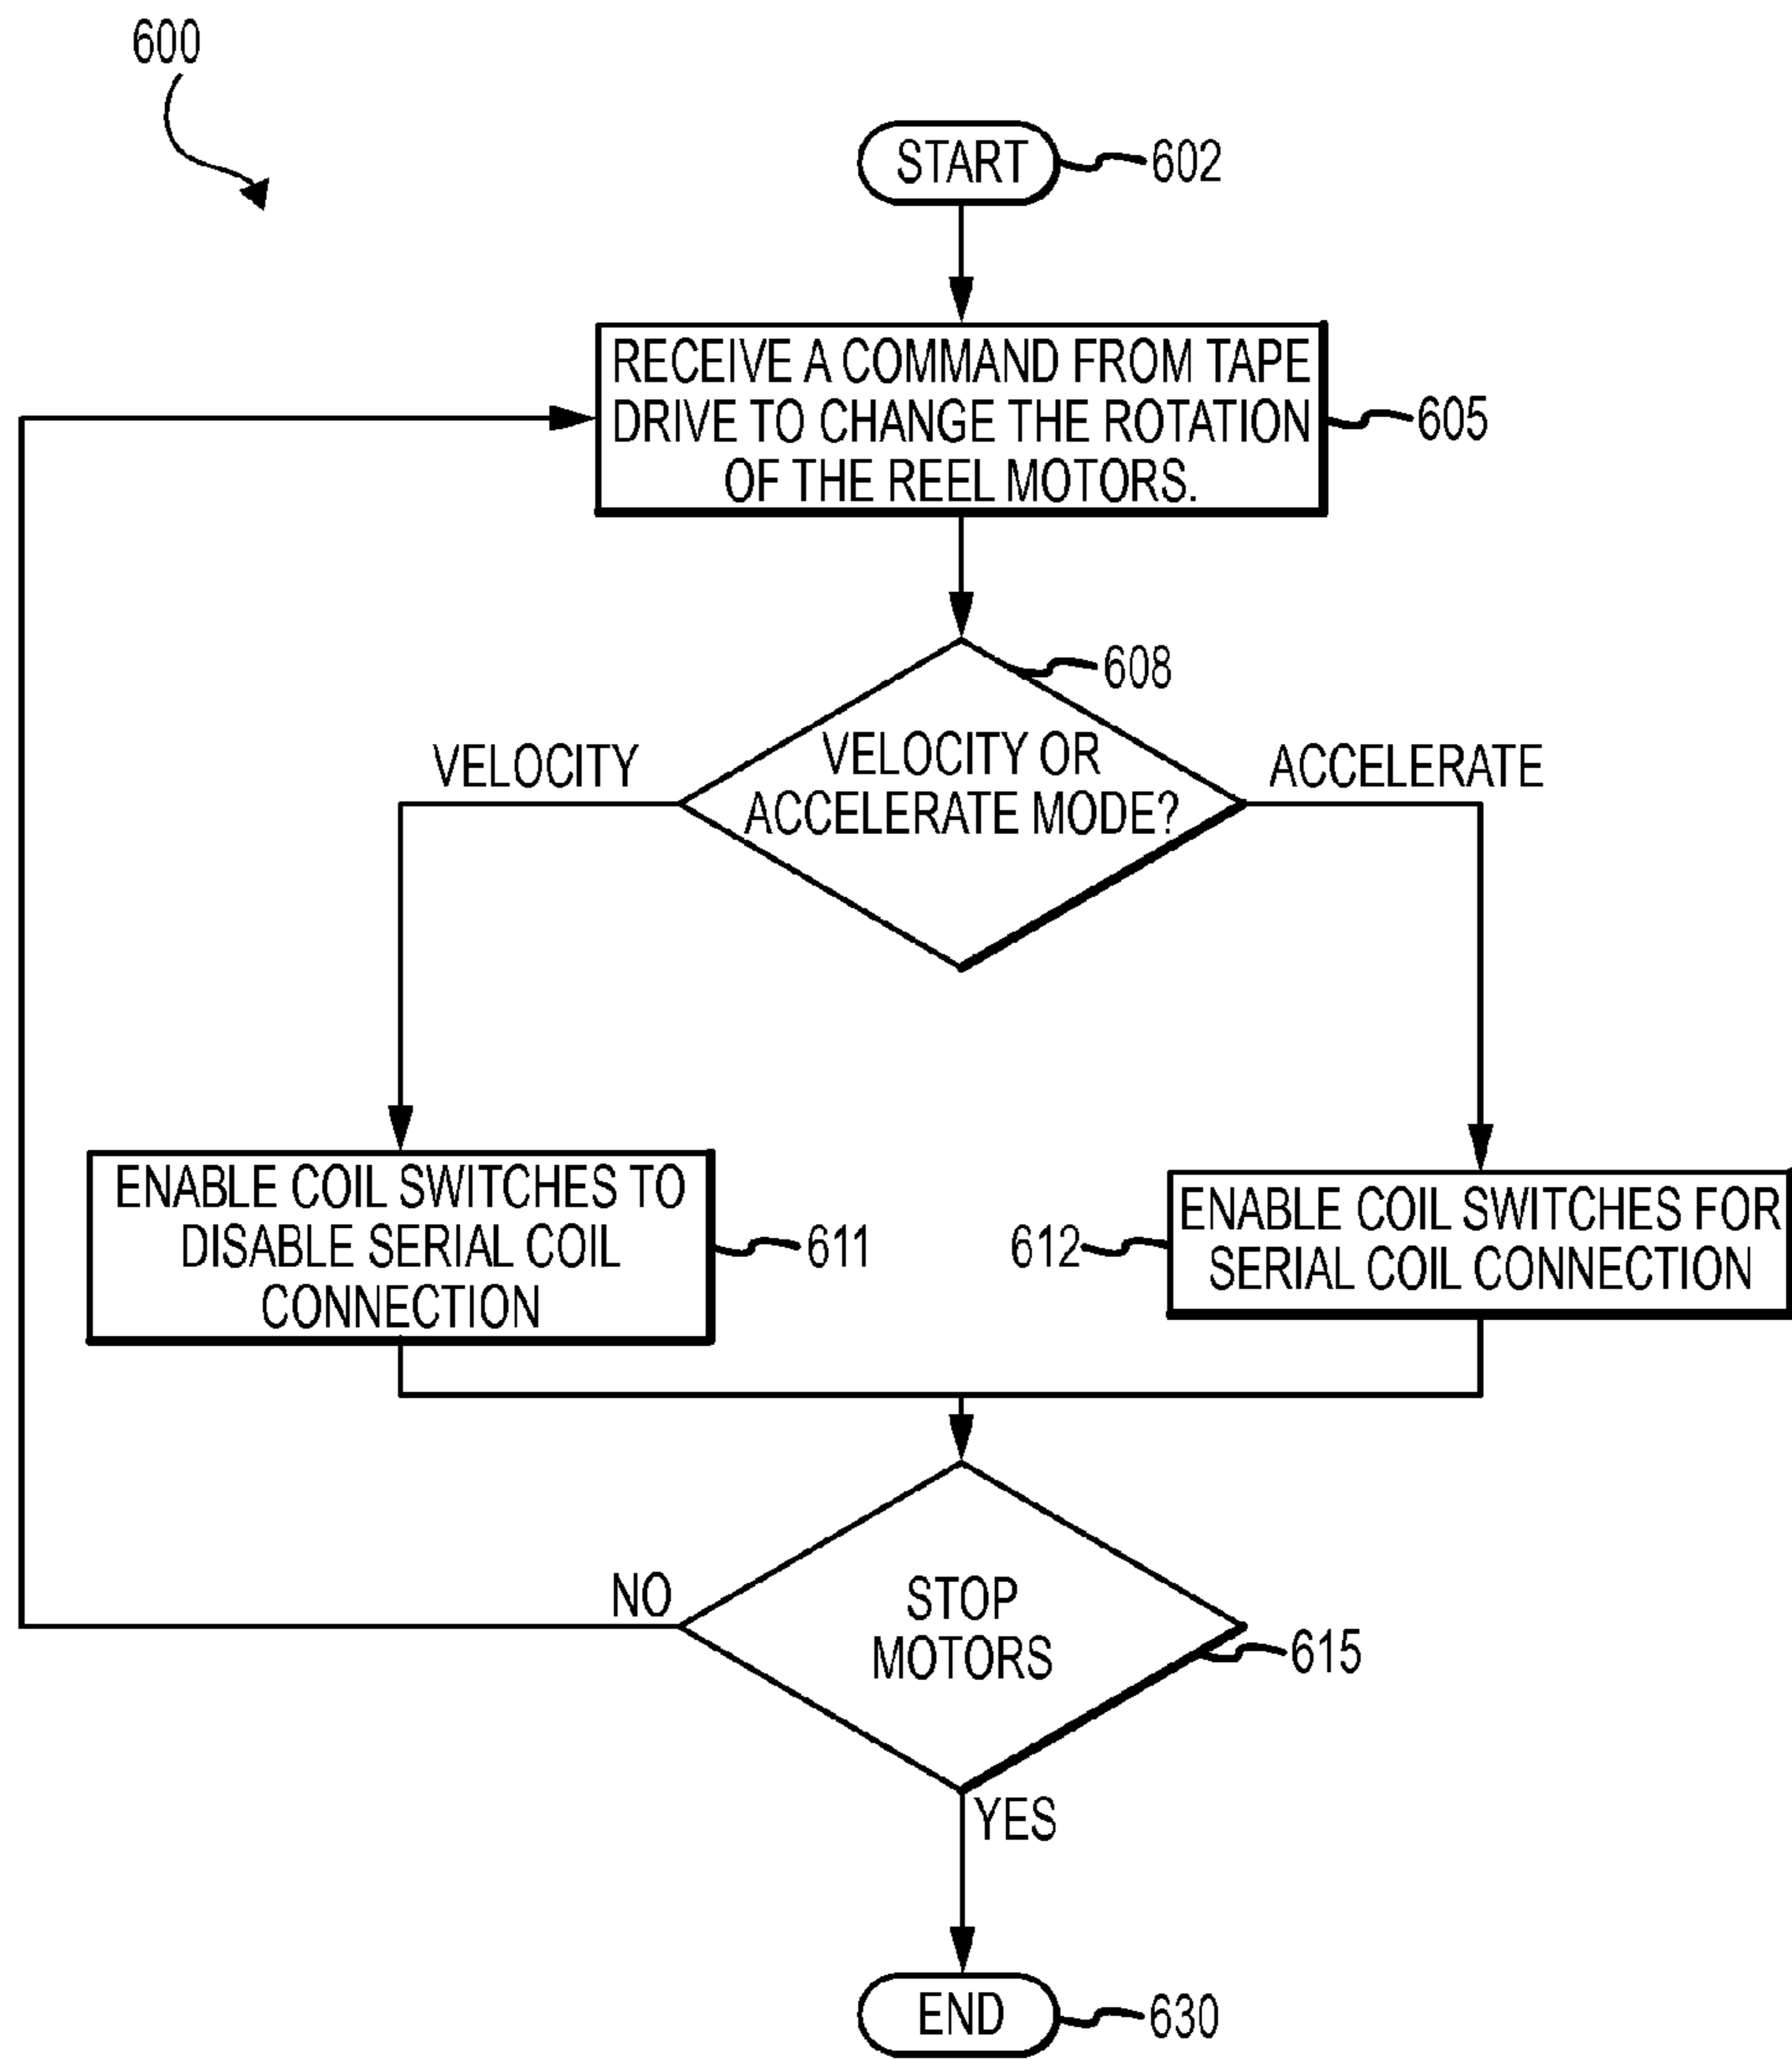 600
START
602
RECEIVE A COMMAND FROM TAPE
DRIVE TO CHANGE THE ROTATION
OF THE REEL MOTORS.
605
608
VELOCITY
VELOCITY OR
ACCELERATE MODE?
ACCELERATE
ENABLE COIL SWITCHES TO
DISABLE SERIAL COIL
CONNECTION
611
612
ENABLE COIL SWITCHES FOR
SERIAL COIL CONNECTION
NO
STOP
MOTORS
615
YES
END
630